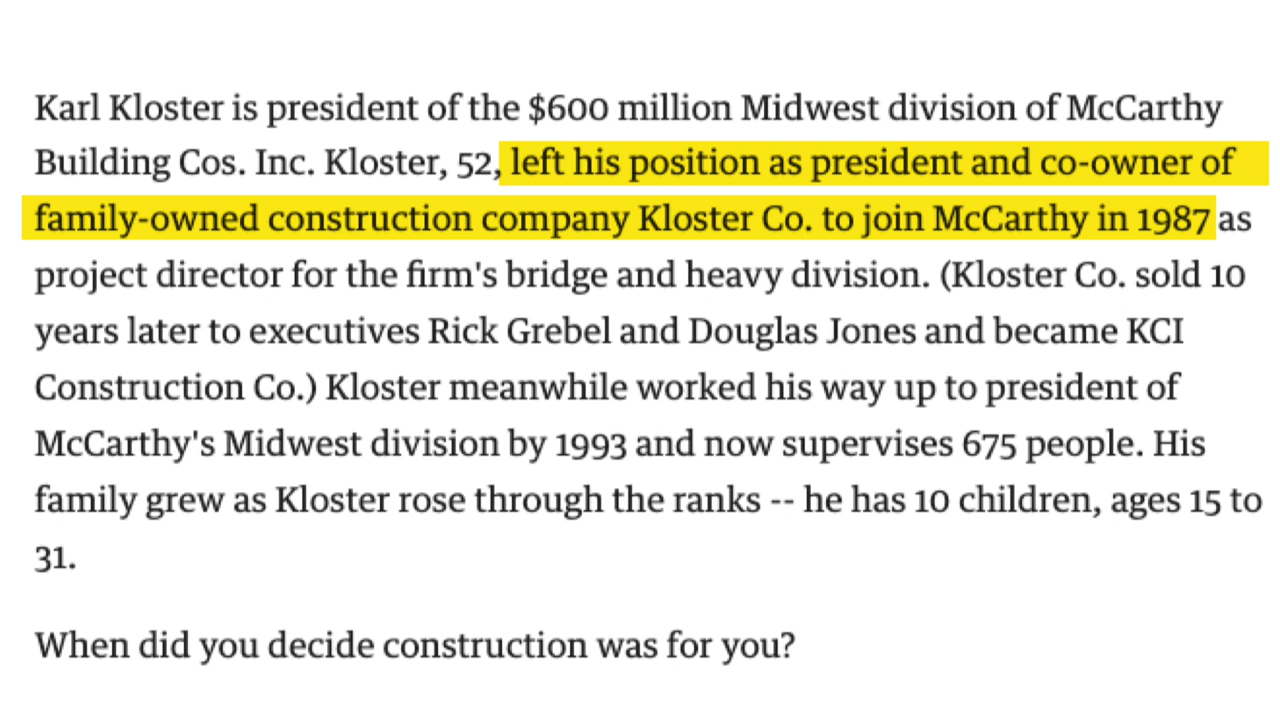 Karl Kloster is president of the $600 million Midwest division of McCarthy
Building Cos. Inc. Kloster, 52, left his position as president and co-owner of
family-owned construction company Kloster Co. to join McCarthy in 1987 as
project director for the firm's bridge and heavy division. (Kloster Co. sold 10
years later to executives Rick Grebel and Douglas Jones and became KCI
Construction Co.) Kloster meanwhile worked his way up to president of
McCarthy's Midwest division by 1993 and now supervises 675 people. His
family grew as Kloster rose through the ranks -- he has 10 children, ages 15 to
31.
When did you decide construction was for you?